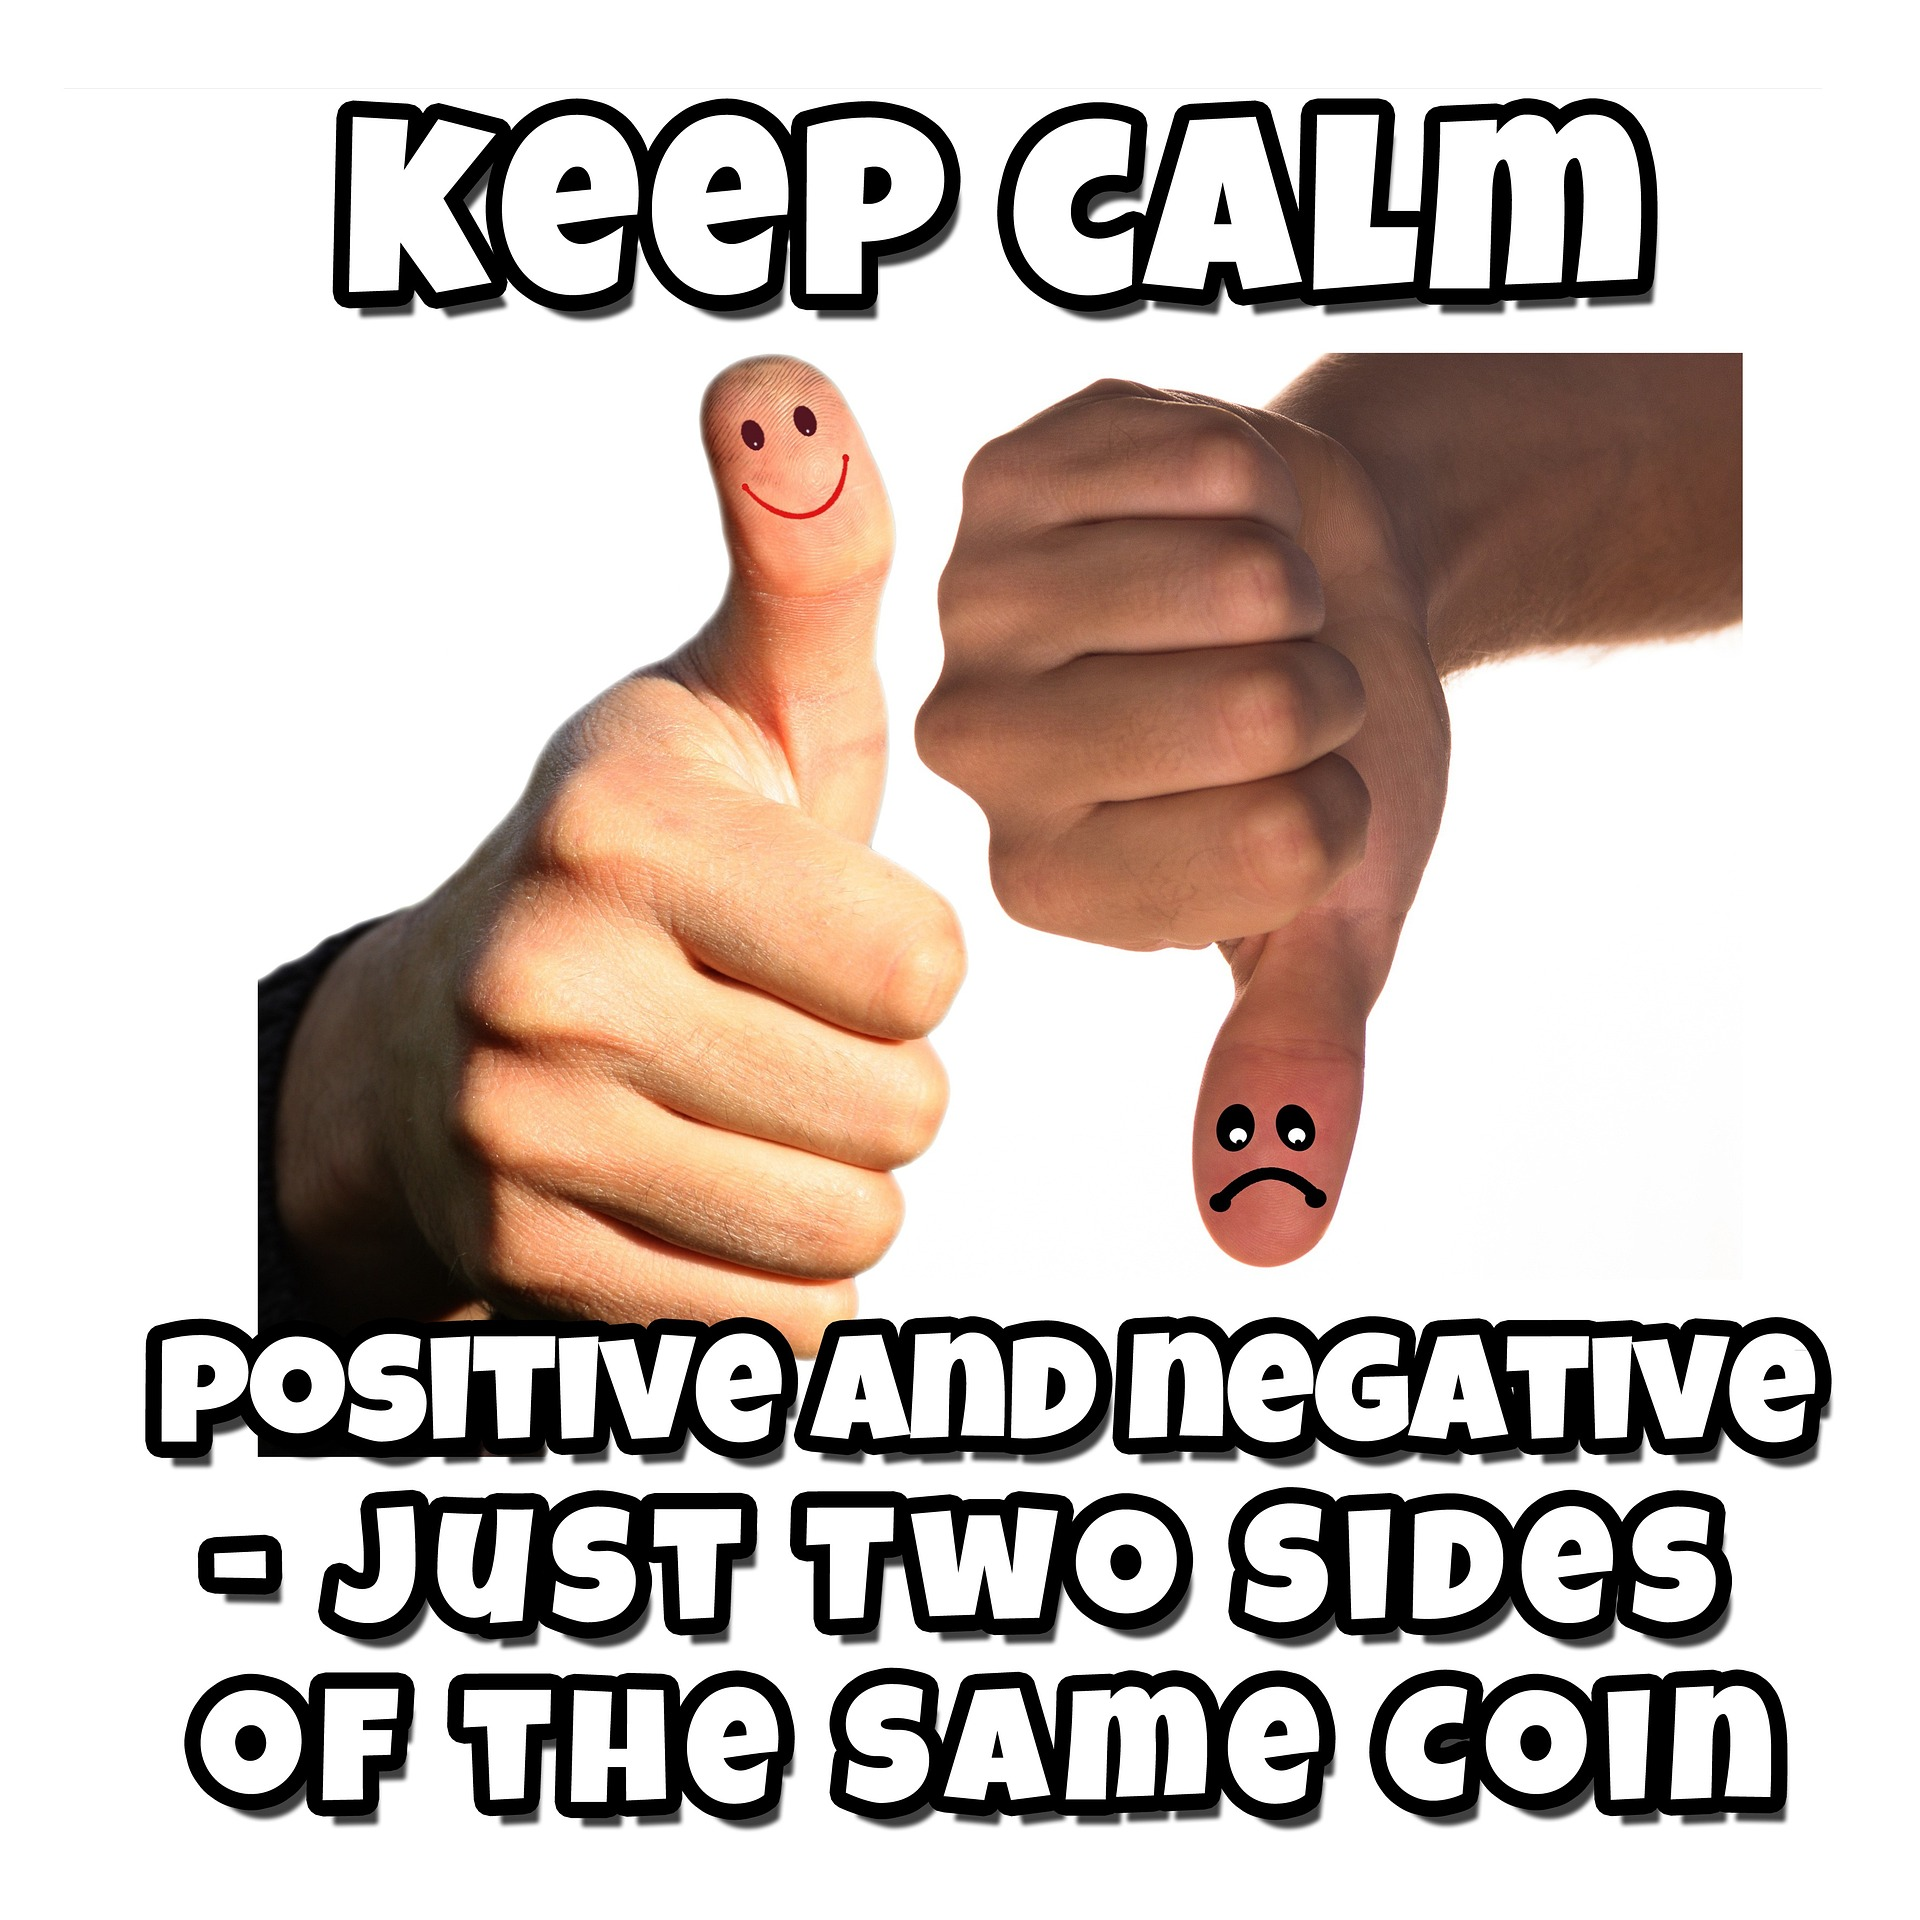 KEEP CALM
POSITIVE AND NEGATIVE
- JUST TWO SIDES
OF THE SAME COIN